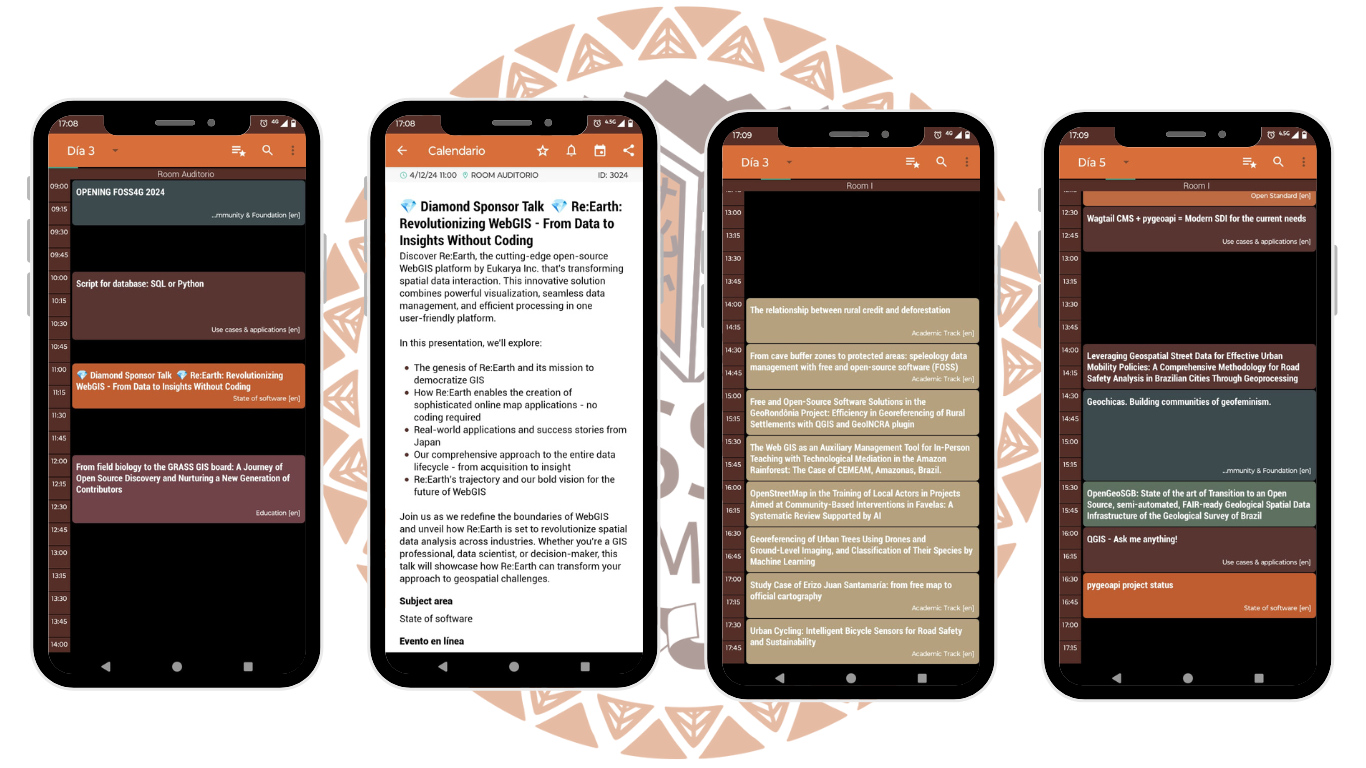 17:08
4G
Día 3
Room Auditorio
09:00
OPENING FOSS4G 2024
09:15
...mmunity & Foundation [en]
09:30
09:45
10:00
Script for database: SQL or Python
10:15
10:30
Use cases & applications [en]
10:45
11:00
💎 Diamond Sponsor Talk 💎 Re:Earth: Revolutionizing
WebGIS - From Data to Insights Without Coding
11:15
State of software [en]
11:30
11:45
12:00
From field biology to the GRASS GIS board: A Journey of
Open Source Discovery and Nurturing a New Generation of
12:15
Contributors
12:30
Education [en]
12:45
13:00
13:15
13:30
13:45
14:00
17:08
4.5G
Calendario
4/12/24 11:00 ROOM AUDITORIO ID: 3024
💎 Diamond Sponsor Talk 💎 Re:Earth:
Revolutionizing WebGIS - From Data to
Insights Without Coding
Discover Re:Earth, the cutting-edge open-source
WebGIS platform by Eukarya Inc. that's transforming
spatial data interaction. This innovative solution
combines powerful visualization, seamless data
management, and efficient processing in one
user-friendly platform.
In this presentation, we'll explore:
• The genesis of Re:Earth and its mission to
democratize GIS
• How Re:Earth enables the creation of
sophisticated online map applications - no
coding required
• Real-world applications and success stories from
Japan
• Our comprehensive approach to the entire data
lifecycle - from acquisition to insight
• Re:Earth's trajectory and our bold vision for the
future of WebGIS
Join us as we redefine the boundaries of WebGIS
and unveil how Re:Earth is set to revolutionize spatial
data analysis across industries. Whether you're a GIS
professional, data scientist, or decision-maker, this
talk will showcase how Re:Earth can transform your
approach to geospatial challenges.
Subject area
State of software
Evento en línea
17:09
4G
Día 3
Room I
13:00
13:15
13:30
13:45
14:00
The relationship between rural credit and deforestation
14:15
Academic Track [en]
14:30
From cave buffer zones to protected areas: speleology data
management with free and open-source software (FOSS)
14:45
Academic Track [en]
15:00
Free and Open-Source Software Solutions in the
GeoRondônia Project: Efficiency in Georeferencing of Rural
15:15
Settlements with QGIS and GeoINCRA plugin
15:30
The Web GIS as an Auxiliary Management Tool for In-Person
Teaching with Technological Mediation in the Amazon
15:45
Rainforest: The Case of CEMEAM, Amazonas, Brazil.
16:00
OpenStreetMap in the Training of Local Actors in Projects
Aimed at Community-Based Interventions in Favelas: A
16:15
Systematic Review Supported by AI
16:30
Georeferencing of Urban Trees Using Drones and
Ground-Level Imaging, and Classification of Their Species by
16:45
Machine Learning
17:00
Study Case of Erizo Juan Santamaría: from free map to
official cartography
17:15
Academic Track [en]
17:30
Urban Cycling: Intelligent Bicycle Sensors for Road Safety
and Sustainability
17:45
Academic Track [en]
17:09
4.5G
Día 5
Room I
Open Standard [en]
12:30
Wagtail CMS + pygeoapi = Modern SDI for the current needs
12:45
Use cases & applications [en]
13:00
13:15
13:30
13:45
14:00
Leveraging Geospatial Street Data for Effective Urban
Mobility Policies: A Comprehensive Methodology for Road
14:15
Safety Analysis in Brazilian Cities Through Geoprocessing
14:30
Geochicas. Building communities of geofeminism.
14:45
15:00
15:15
...mmunity & Foundation [en]
15:30
OpenGeoSGB: State of the art of Transition to an Open
Source, semi-automated, FAIR-ready Geological Spatial Data
15:45
Infrastructure of the Geological Survey of Brazil
16:00
QGIS - Ask me anything!
16:15
Use cases & applications [en]
16:30
pygeoapi project status
16:45
State of software [en]
17:00
17:15